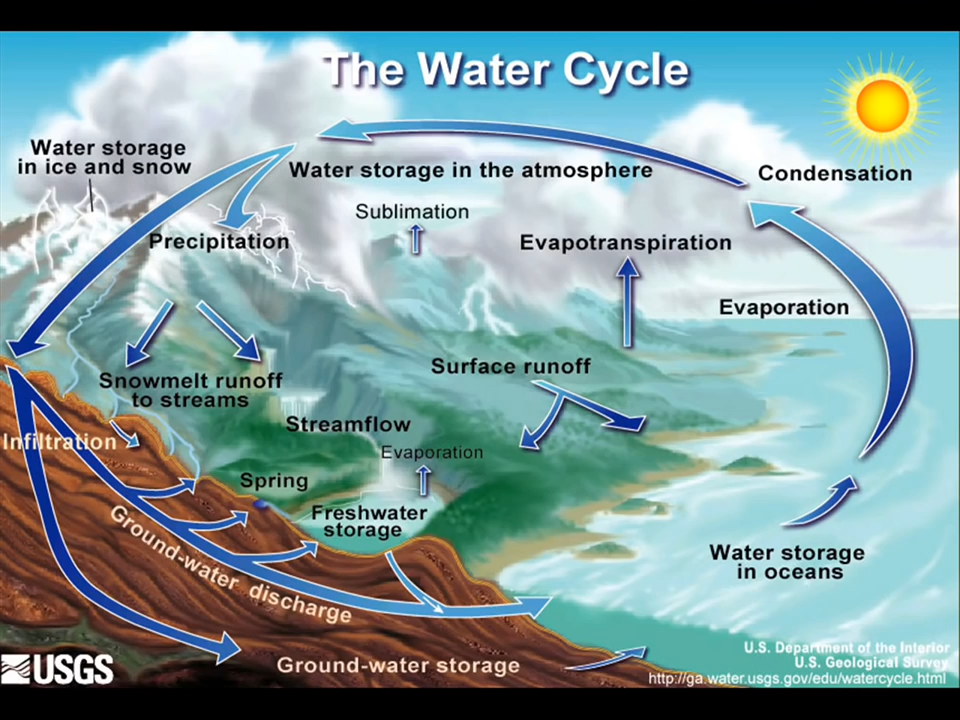 The Water Cycle
Water storage
in ice and snow
Water storage in the atmosphere
Condensation
Sublimation
Precipitation
Evapotranspiration
Evaporation
Surface runoff
Snowmelt runoff
to streams
Streamflow
Infiltration
Evaporation
Spring
Freshwater
storage
Ground-water discharge
Water storage
in oceans
Ground-water storage
USGS
U.S. Department of the Interior
U.S. Geological Survey
http://ga.water.usgs.gov/edu/watercycle.html